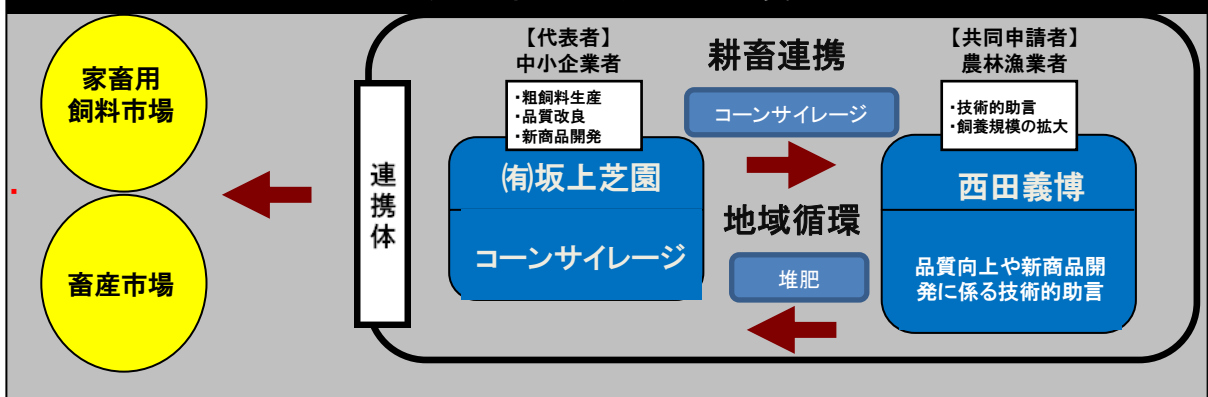 家畜用
飼料市場
畜産市場
連携体
【代表者】
中小企業者
・粗飼料生産
・品質改良
・新商品開発
㈲坂上芝園
コーンサイレージ
耕畜連携
コーンサイレージ
地域循環
堆肥
【共同申請者】
農林漁業者
・技術的助言
・飼養規模の拡大
西田義博
品質向上や新商品開
発に係る技術的助言